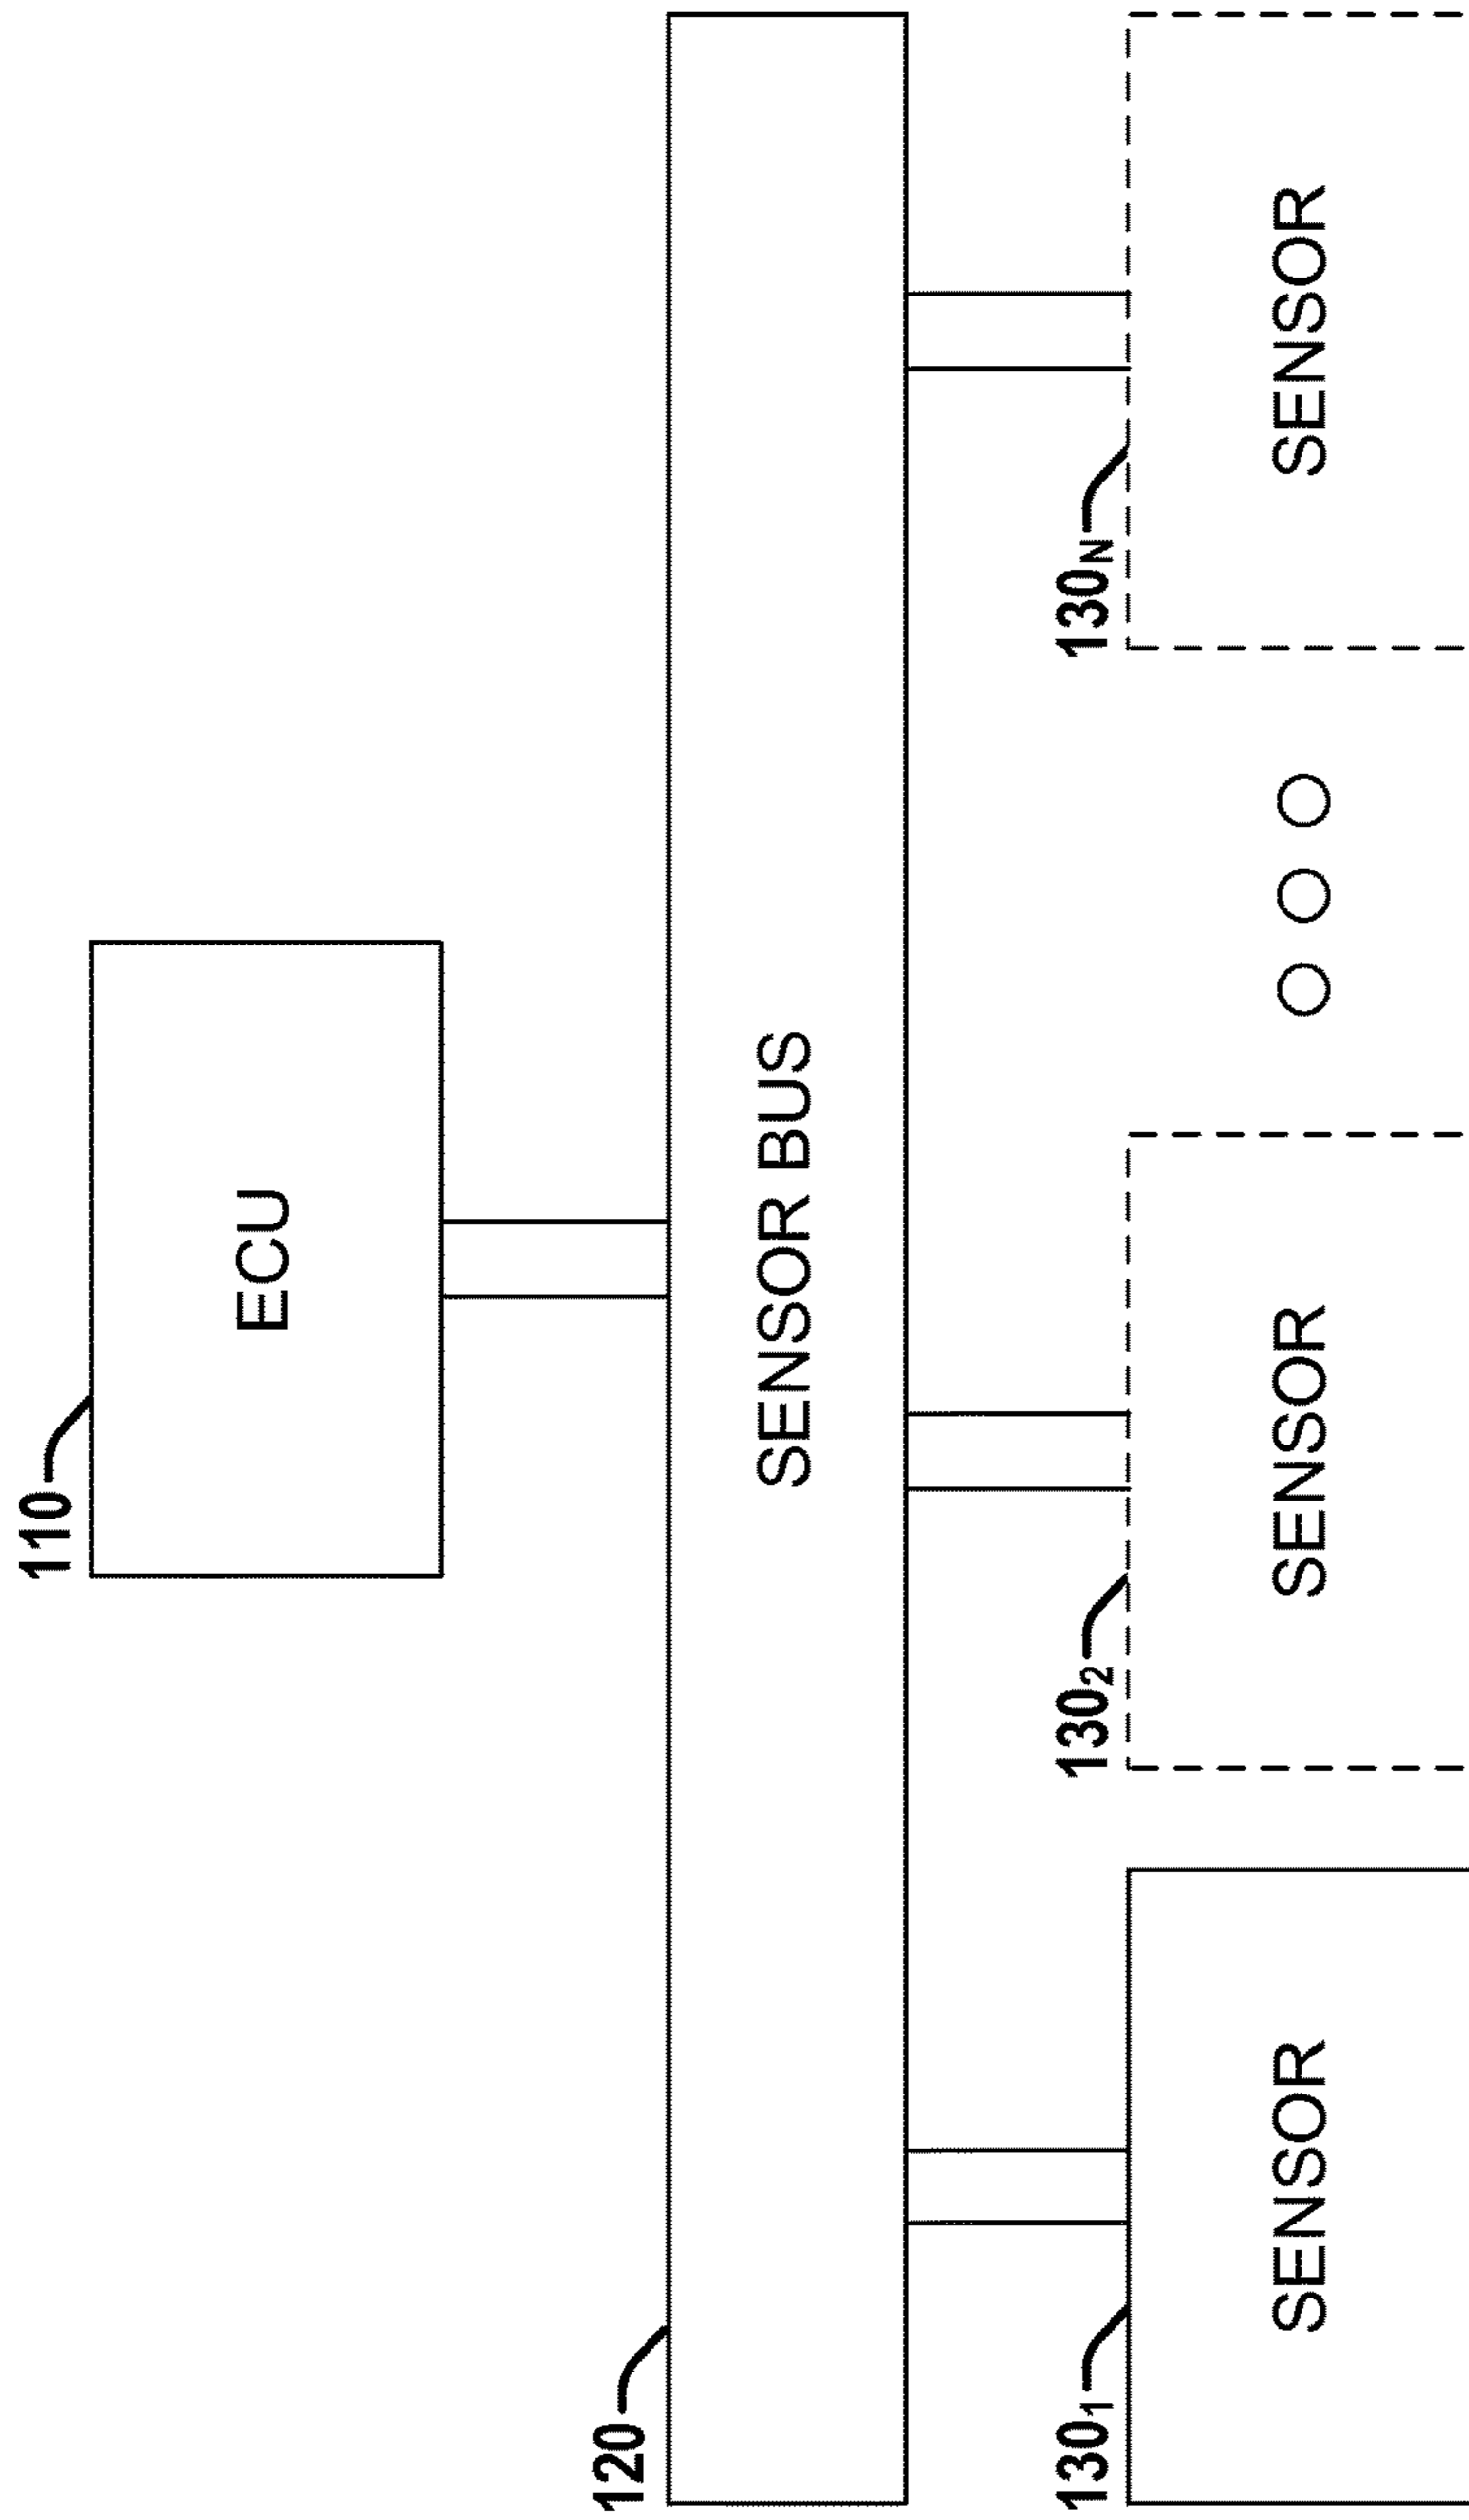 110
ECU
120
SENSOR BUS
130₁
130₂
130ₙ
SENSOR
SENSOR
SENSOR